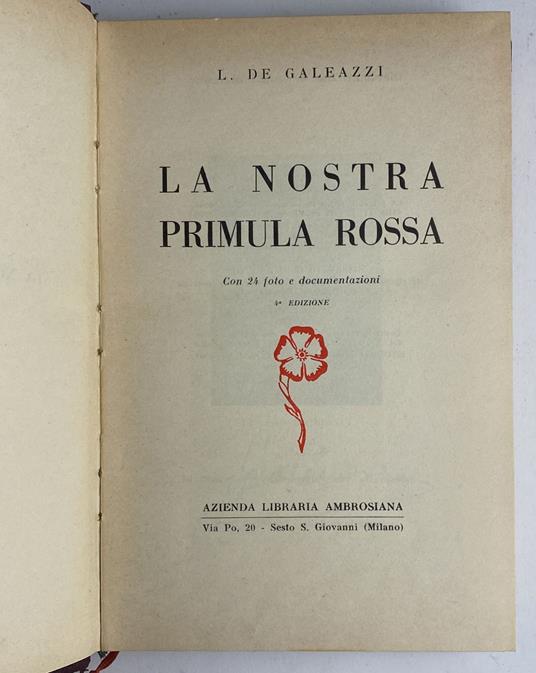 L. DE GALEAZZI
LA NOSTRA
PRIMULA ROSSA
Con 24 foto e documentazioni
4ª EDIZIONE
AZIENDA LIBRARIA AMBROSIANA
Via Po, 20 - Sesto S. Giovanni (Milano)